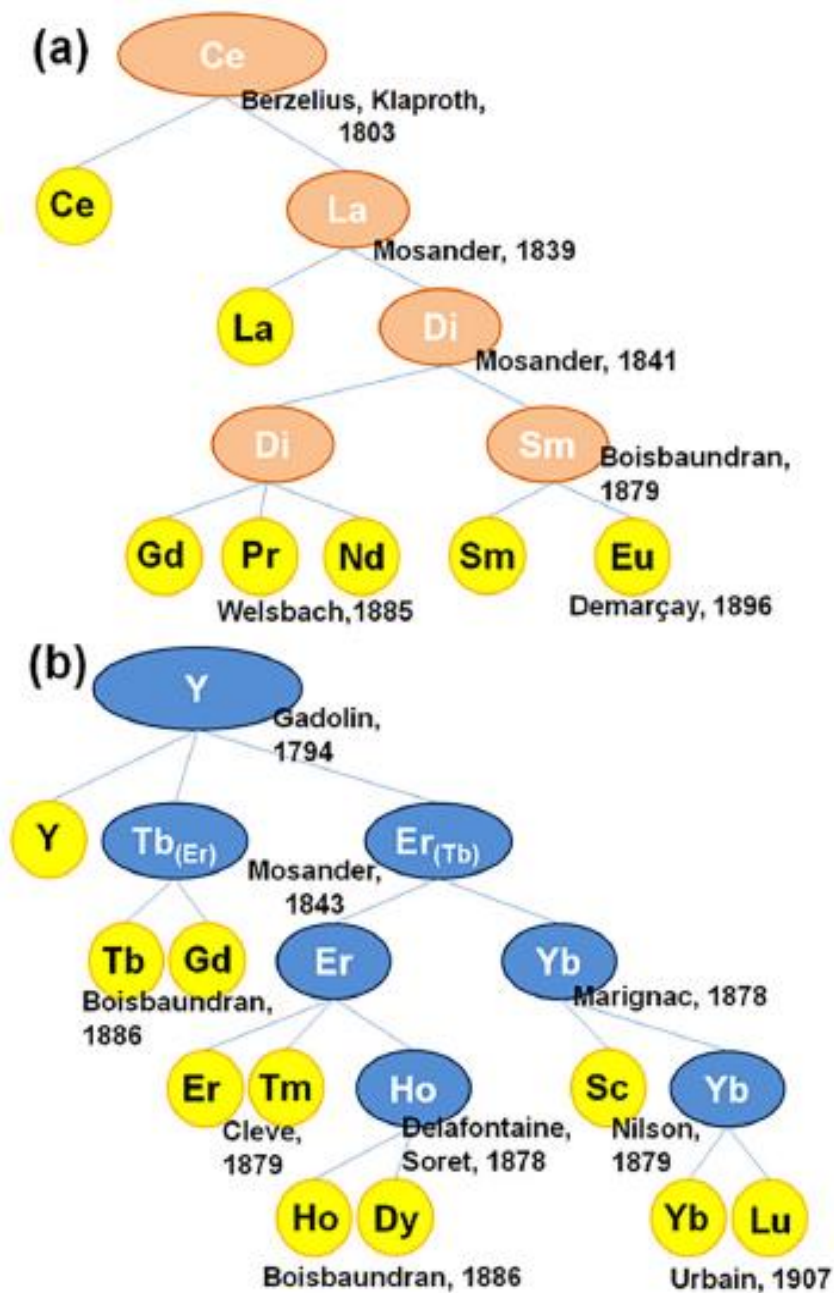 (a)
Ce
Berzelius, Klaproth,
1803
Ce
La
Mosander, 1839
La
Di
Mosander, 1841
Di
Sm
Boisbaundran,
1879
Gd
Pr
Nd
Sm
Eu
Welsbach,1885
Demarçay, 1896
(b)
Y
Gadolin,
1794
Y
Tb(Er)
Er(Tb)
Mosander,
1843
Tb
Gd
Er
Yb
Boisbaundran,
1886
Marignac, 1878
Er
Tm
Ho
Sc
Yb
Cleve,
1879
Delafontaine,
Soret, 1878
Nilson,
1879
Ho
Dy
Yb
Lu
Boisbaundran, 1886
Urbain, 1907